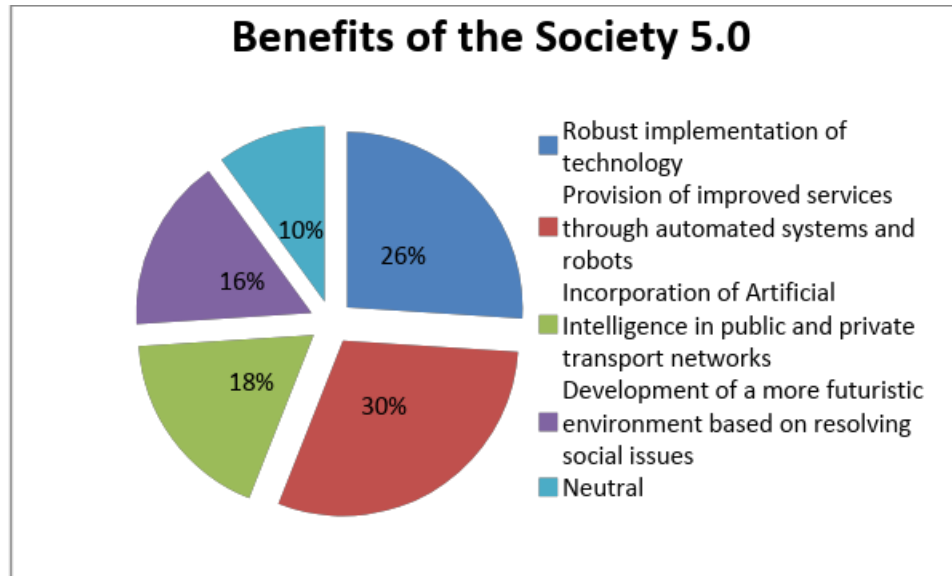 Benefits of the Society 5.0
10%
26%
16%
18%
30%
Robust implementation of
technology
Provision of improved services
through automated systems and
robots
Incorporation of Artificial
Intelligence in public and private
transport networks
Development of a more futuristic
environment based on resolving
social issues
Neutral